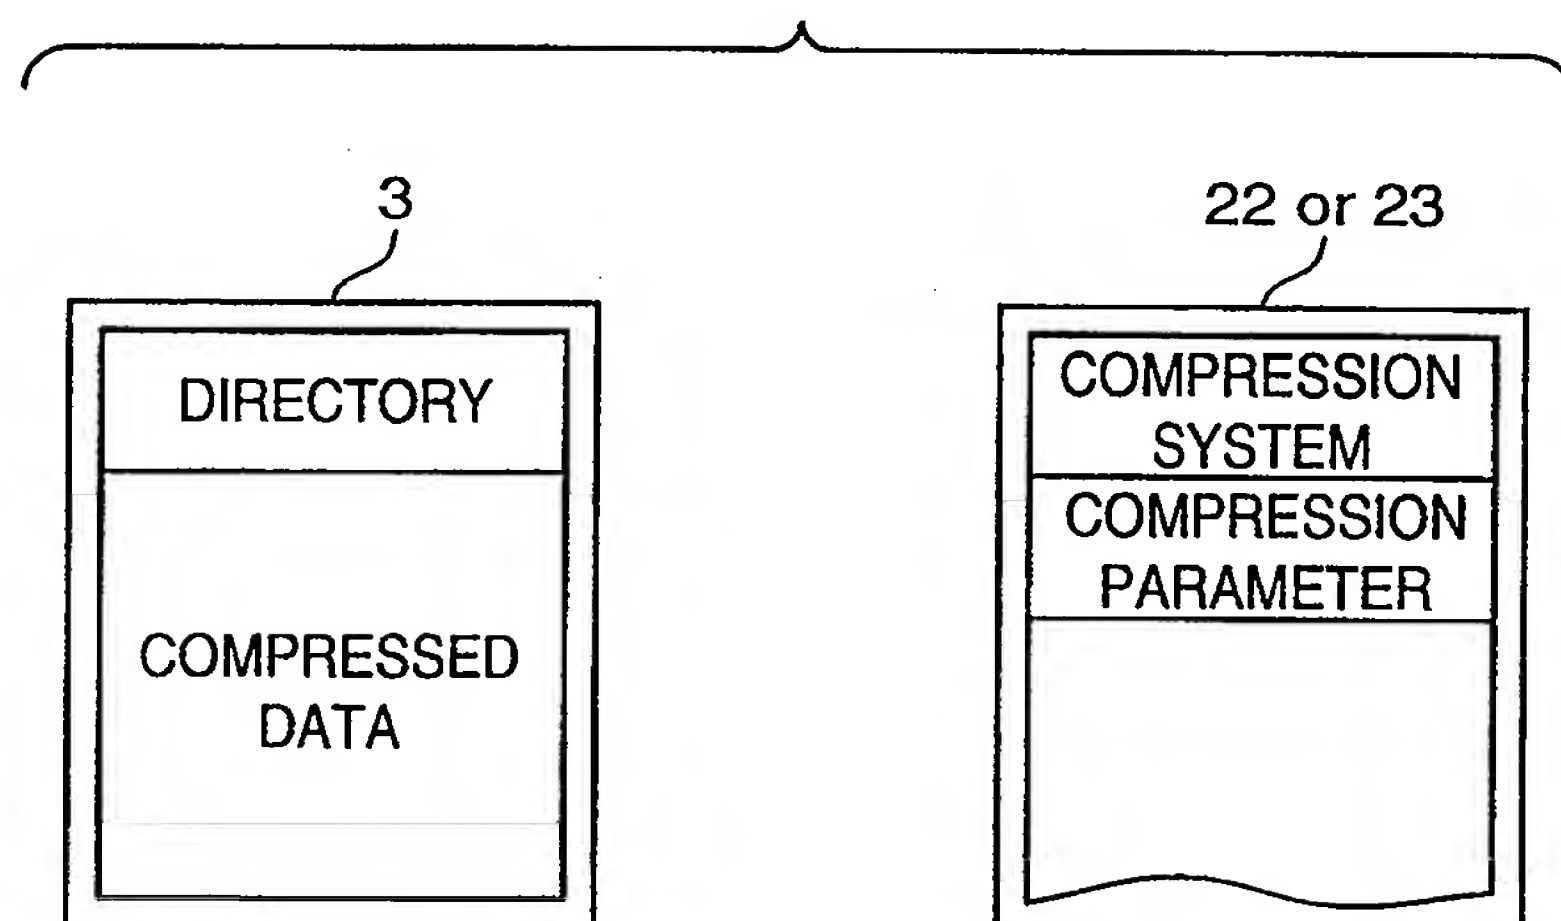 3
DIRECTORY
COMPRESSED
DATA
22 or 23
COMPRESSION
SYSTEM
COMPRESSION
PARAMETER